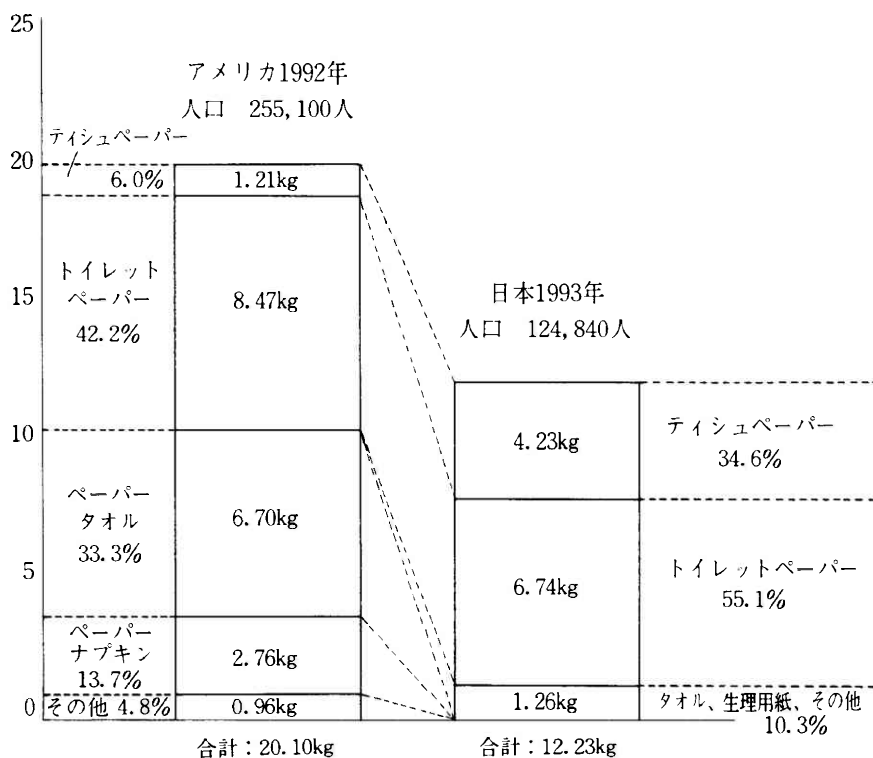 25
アメリカ1992年
人口 255,100人
ティシュペーパー
20
6.0%
1.21kg
トイレット
ペーパー
42.2%
15
8.47kg
日本1993年
人口 124,840人
10
4.23kg
ティシュペーパー
34.6%
ペーパー
タオル
33.3%
6.70kg
5
6.74kg
トイレットペーパー
55.1%
ペーパー
ナプキン
13.7%
2.76kg
0
その他 4.8%
0.96kg
1.26kg
タオル、生理用紙、その他
10.3%
合計:20.10kg
合計:12.23kg